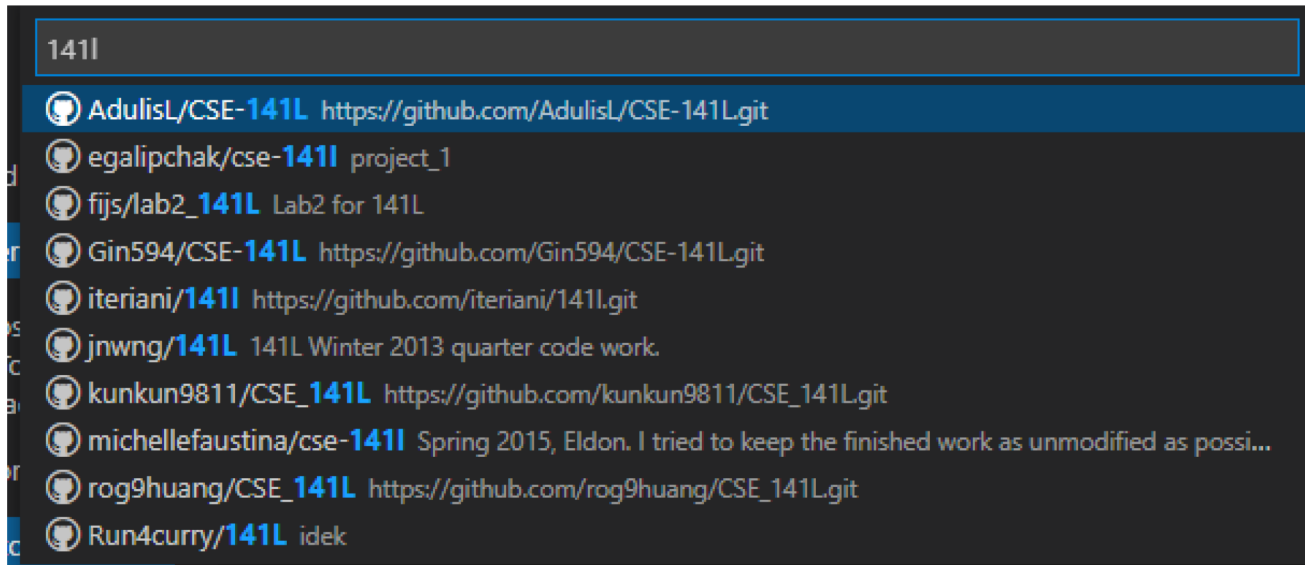 141l
AdulisL/CSE-141L https://github.com/AdulisL/CSE-141L.git
egalipchak/cse-141l project_1
fijs/lab2_141L Lab2 for 141L
Gin594/CSE-141L https://github.com/Gin594/CSE-141L.git
iteriani/141l https://github.com/iteriani/141l.git
jnwng/141L 141L Winter 2013 quarter code work.
kunkun9811/CSE_141L https://github.com/kunkun9811/CSE_141L.git
michellefaustina/cse-141l Spring 2015, Eldon. I tried to keep the finished work as unmodified as possi...
rog9huang/CSE_141L https://github.com/rog9huang/CSE_141L.git
Run4curry/141L idek